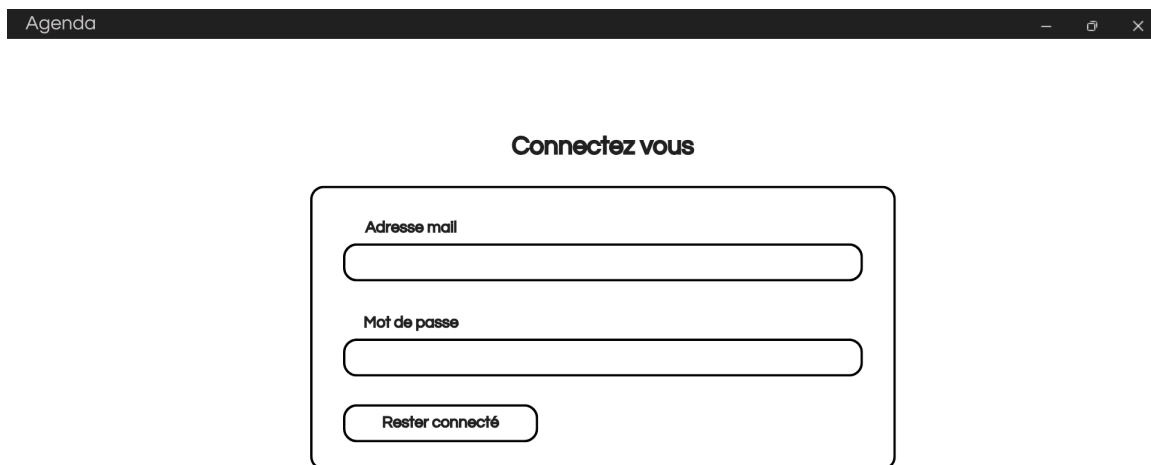 Agenda
Connectez vous
Adresse mail
Mot de passe
Rester connecté